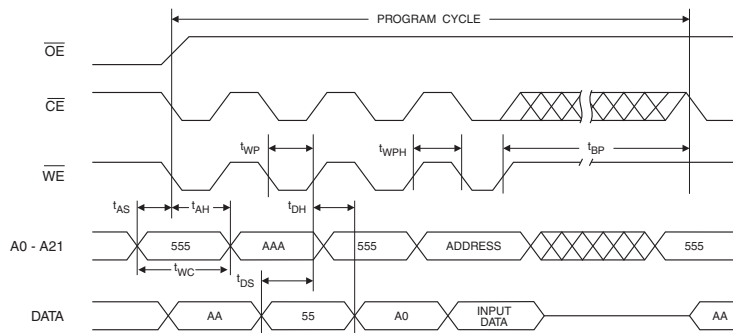 PROGRAM CYCLE
OE
CE
tWP
tWPH
tBP
WE
tAS
tAH
tDH
A0 - A21
555
AAA
555
ADDRESS
555
tWC
tDS
DATA
AA
55
A0
INPUT
DATA
AA